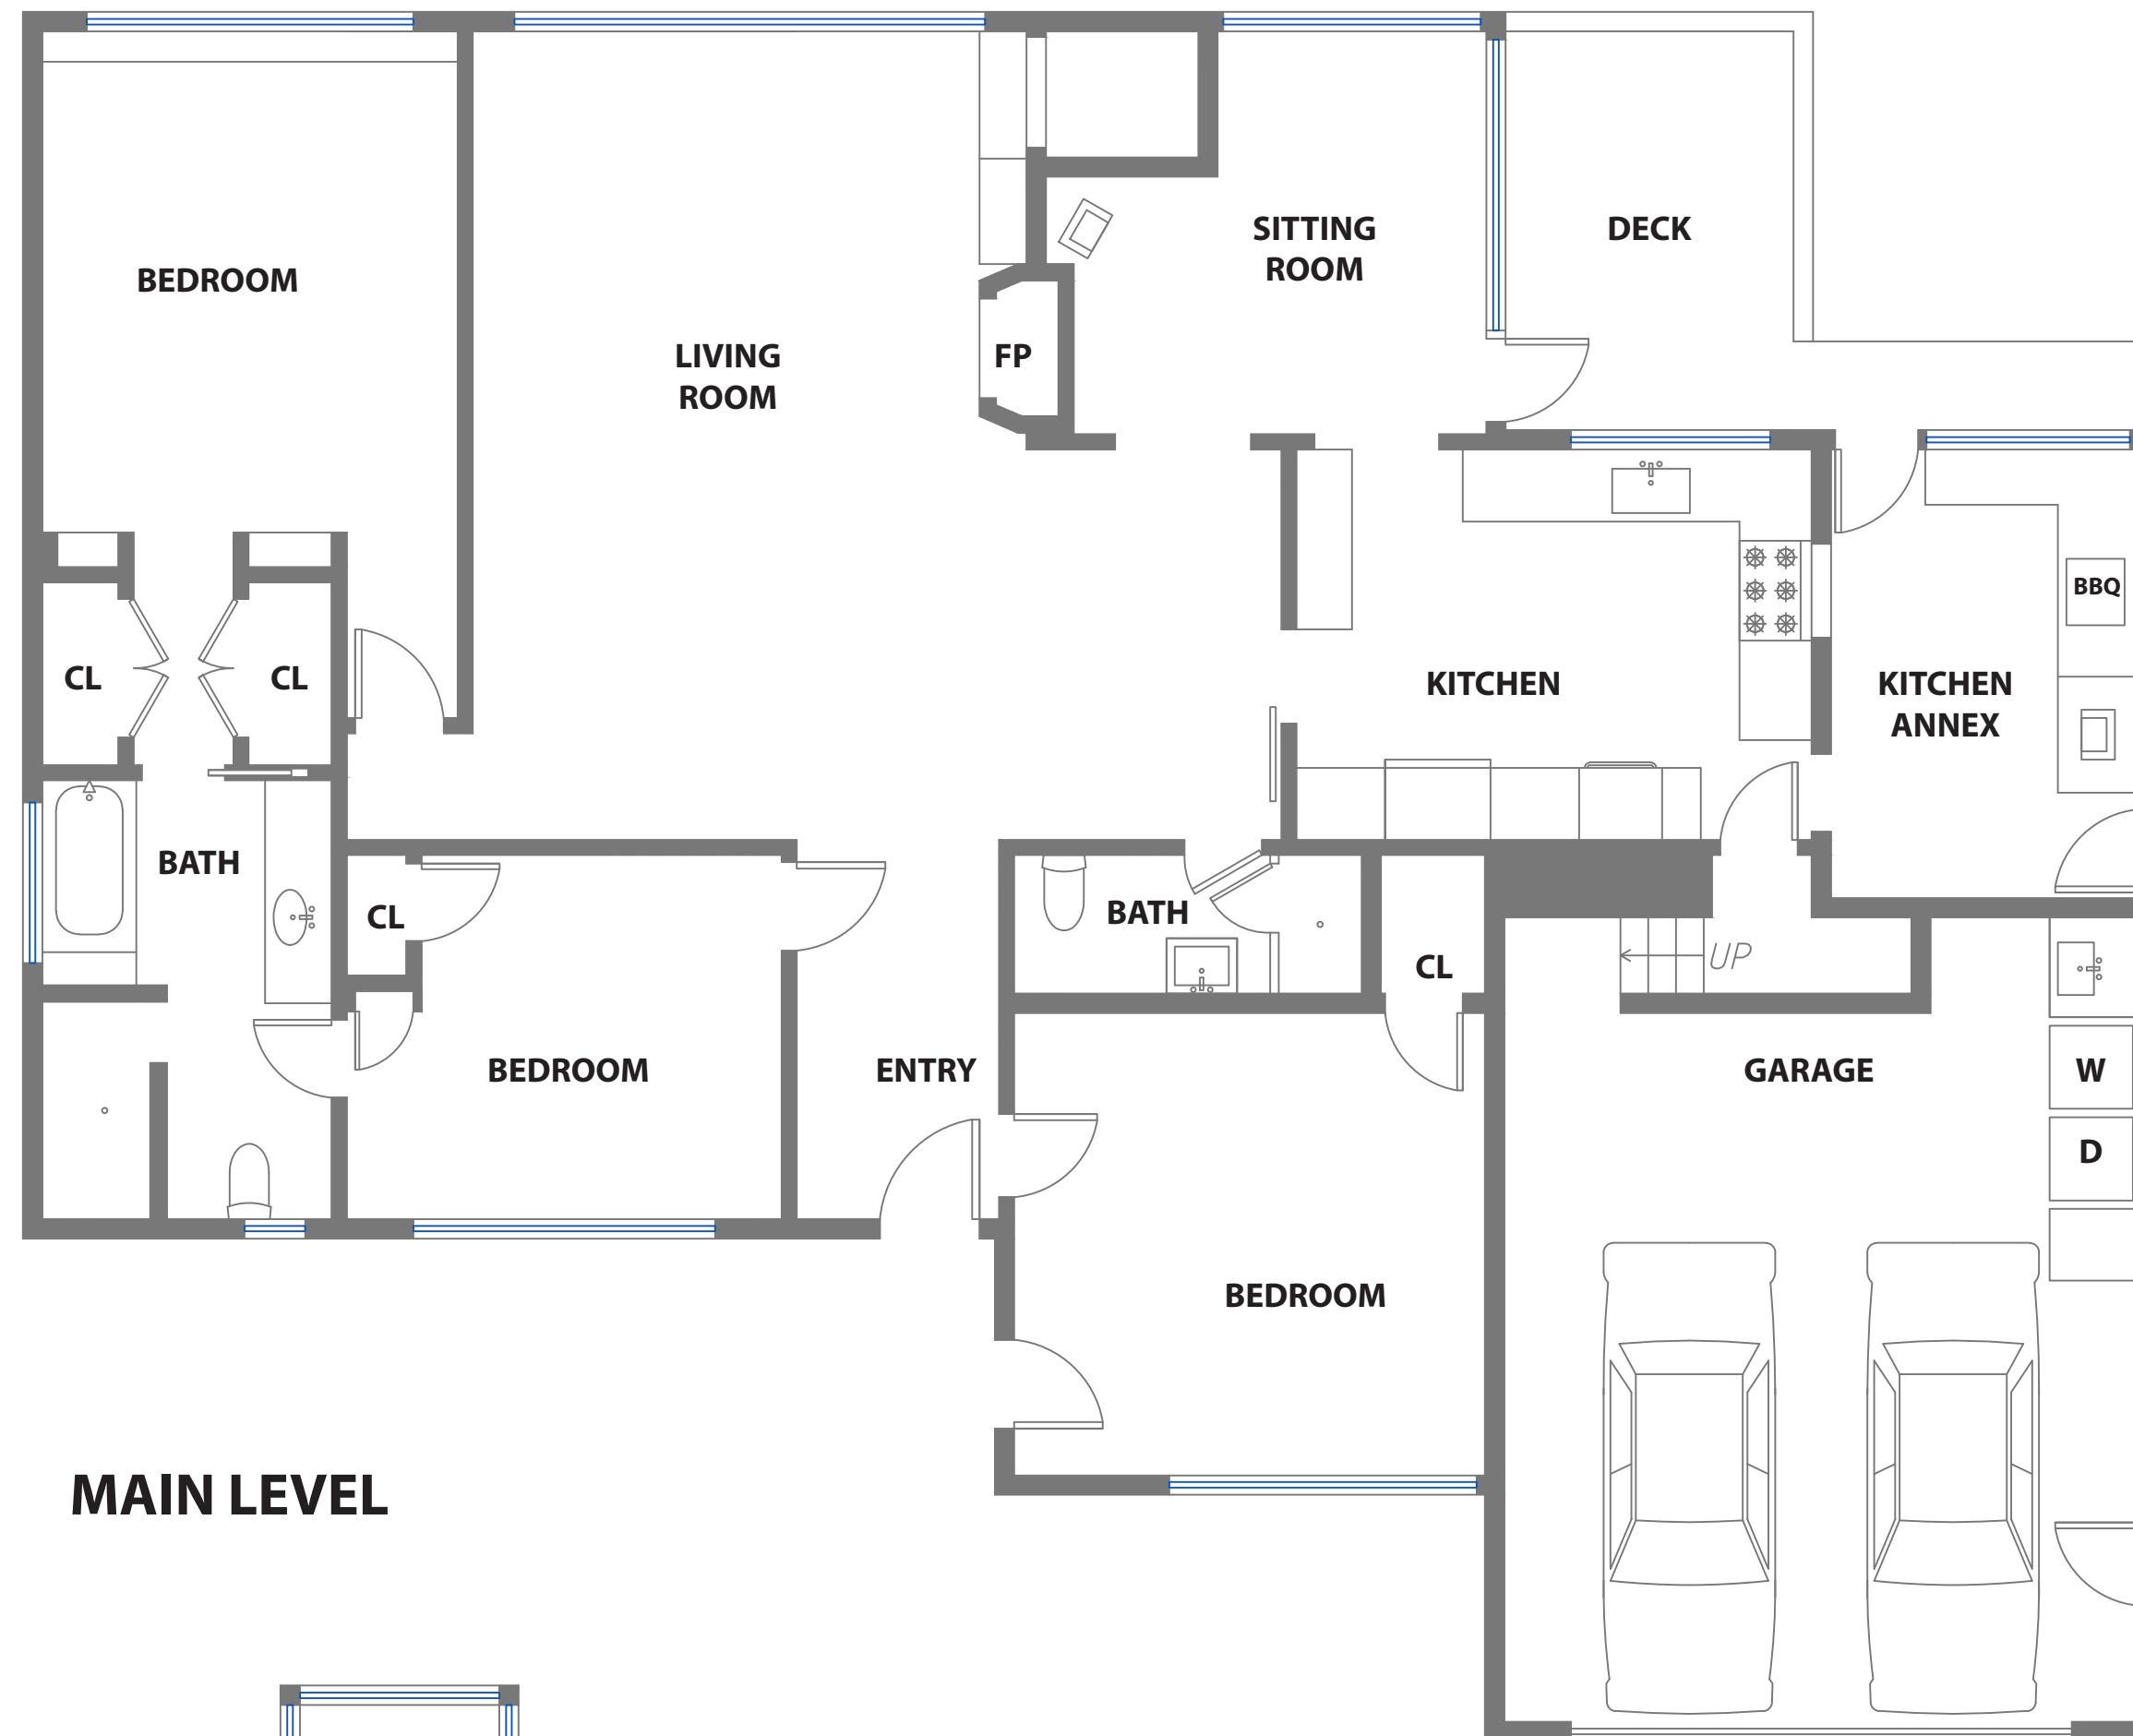 SITTING
ROOM
DECK
BEDROOM
LIVING
ROOM
FP
BBQ
CL
CL
KITCHEN
KITCHEN
ANNEX
BATH
CL
BATH
CL
UP
BEDROOM
ENTRY
GARAGE
W
D
BEDROOM
MAIN LEVEL